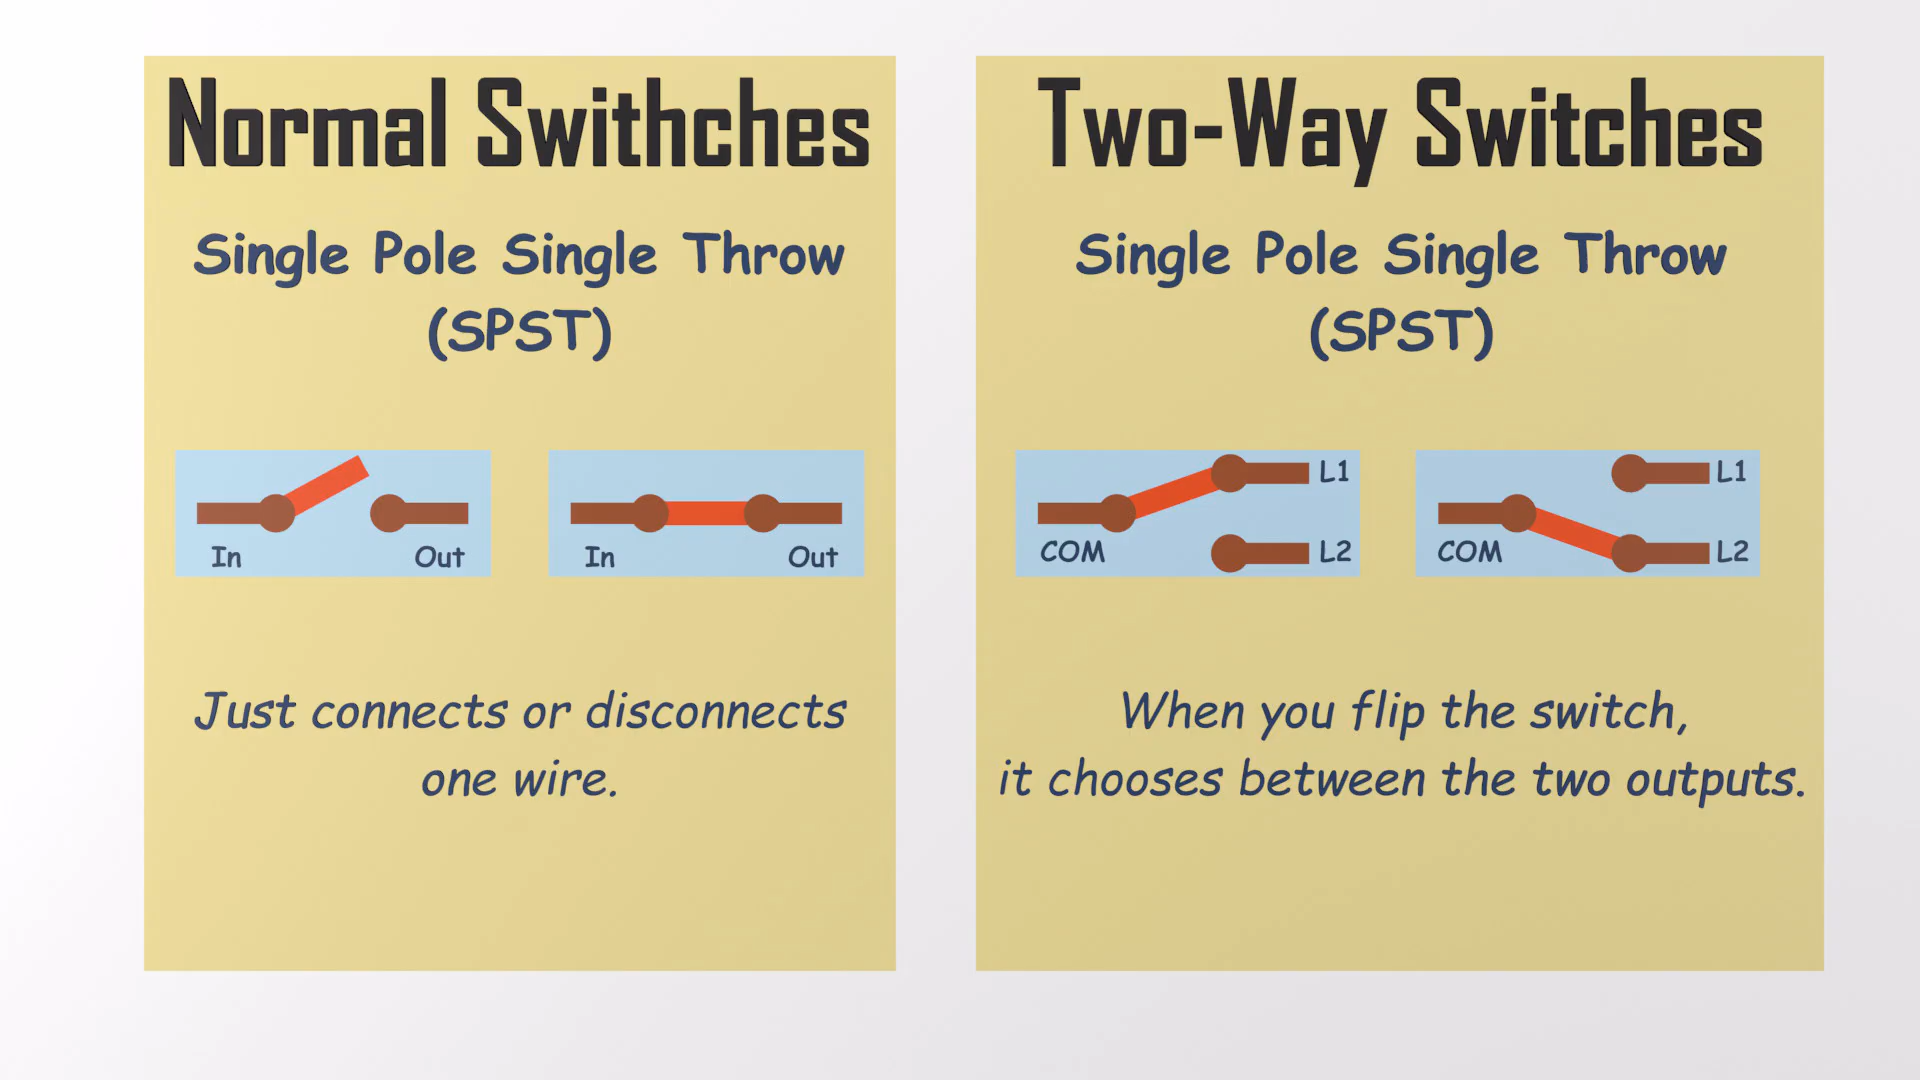 Normal Swithches
Single Pole Single Throw
(SPST)
In
Out
In
Out
Just connects or disconnects
one wire.
Two-Way Switches
Single Pole Single Throw
(SPST)
L1
COM
L2
L1
COM
L2
When you flip the switch,
it chooses between the two outputs.